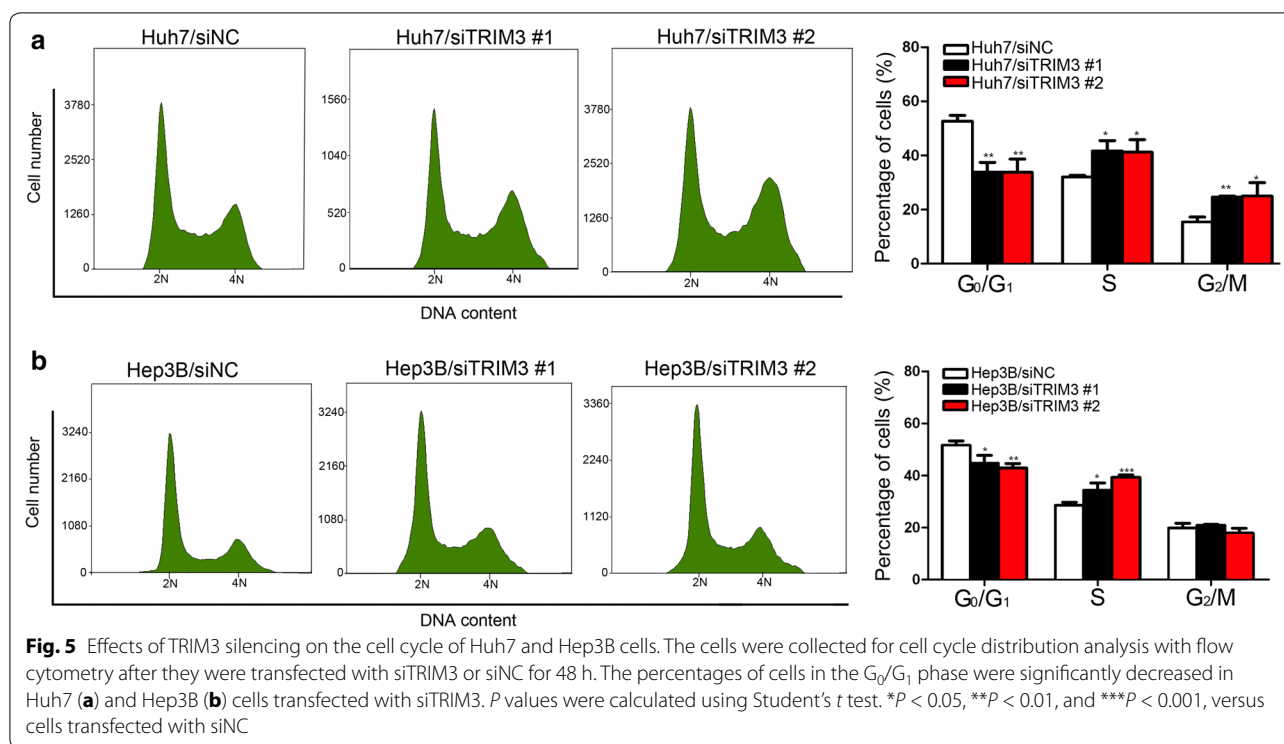 a
Huh7/siNC
Huh7/siTRIM3 #1
Huh7/siTRIM3 #2
Cell number
3780
2520
1260
0
2N
4N
1560
1040
520
0
2N
4N
3780
2520
1260
0
2N
4N
DNA content
Percentage of cells (%)
80
60
40
20
0
Huh7/siNC
Huh7/siTRIM3 #1
Huh7/siTRIM3 #2
** **
* *
** *
G₀/G₁
S
G₂/M
b
Hep3B/siNC
Hep3B/siTRIM3 #1
Hep3B/siTRIM3 #2
Cell number
3240
2160
1080
0
2N
4N
3240
2160
1080
0
2N
4N
3360
2240
1120
0
2N
4N
DNA content
Percentage of cells (%)
80
60
40
20
0
Hep3B/siNC
Hep3B/siTRIM3 #1
Hep3B/siTRIM3 #2
* **
* ***
G₀/G₁
S
G₂/M
Fig. 5 Effects of TRIM3 silencing on the cell cycle of Huh7 and Hep3B cells. The cells were collected for cell cycle distribution analysis with flow
cytometry after they were transfected with siTRIM3 or siNC for 48 h. The percentages of cells in the G₀/G₁ phase were significantly decreased in
Huh7 (a) and Hep3B (b) cells transfected with siTRIM3. P values were calculated using Student's t test. *P < 0.05, **P < 0.01, and ***P < 0.001, versus
cells transfected with siNC